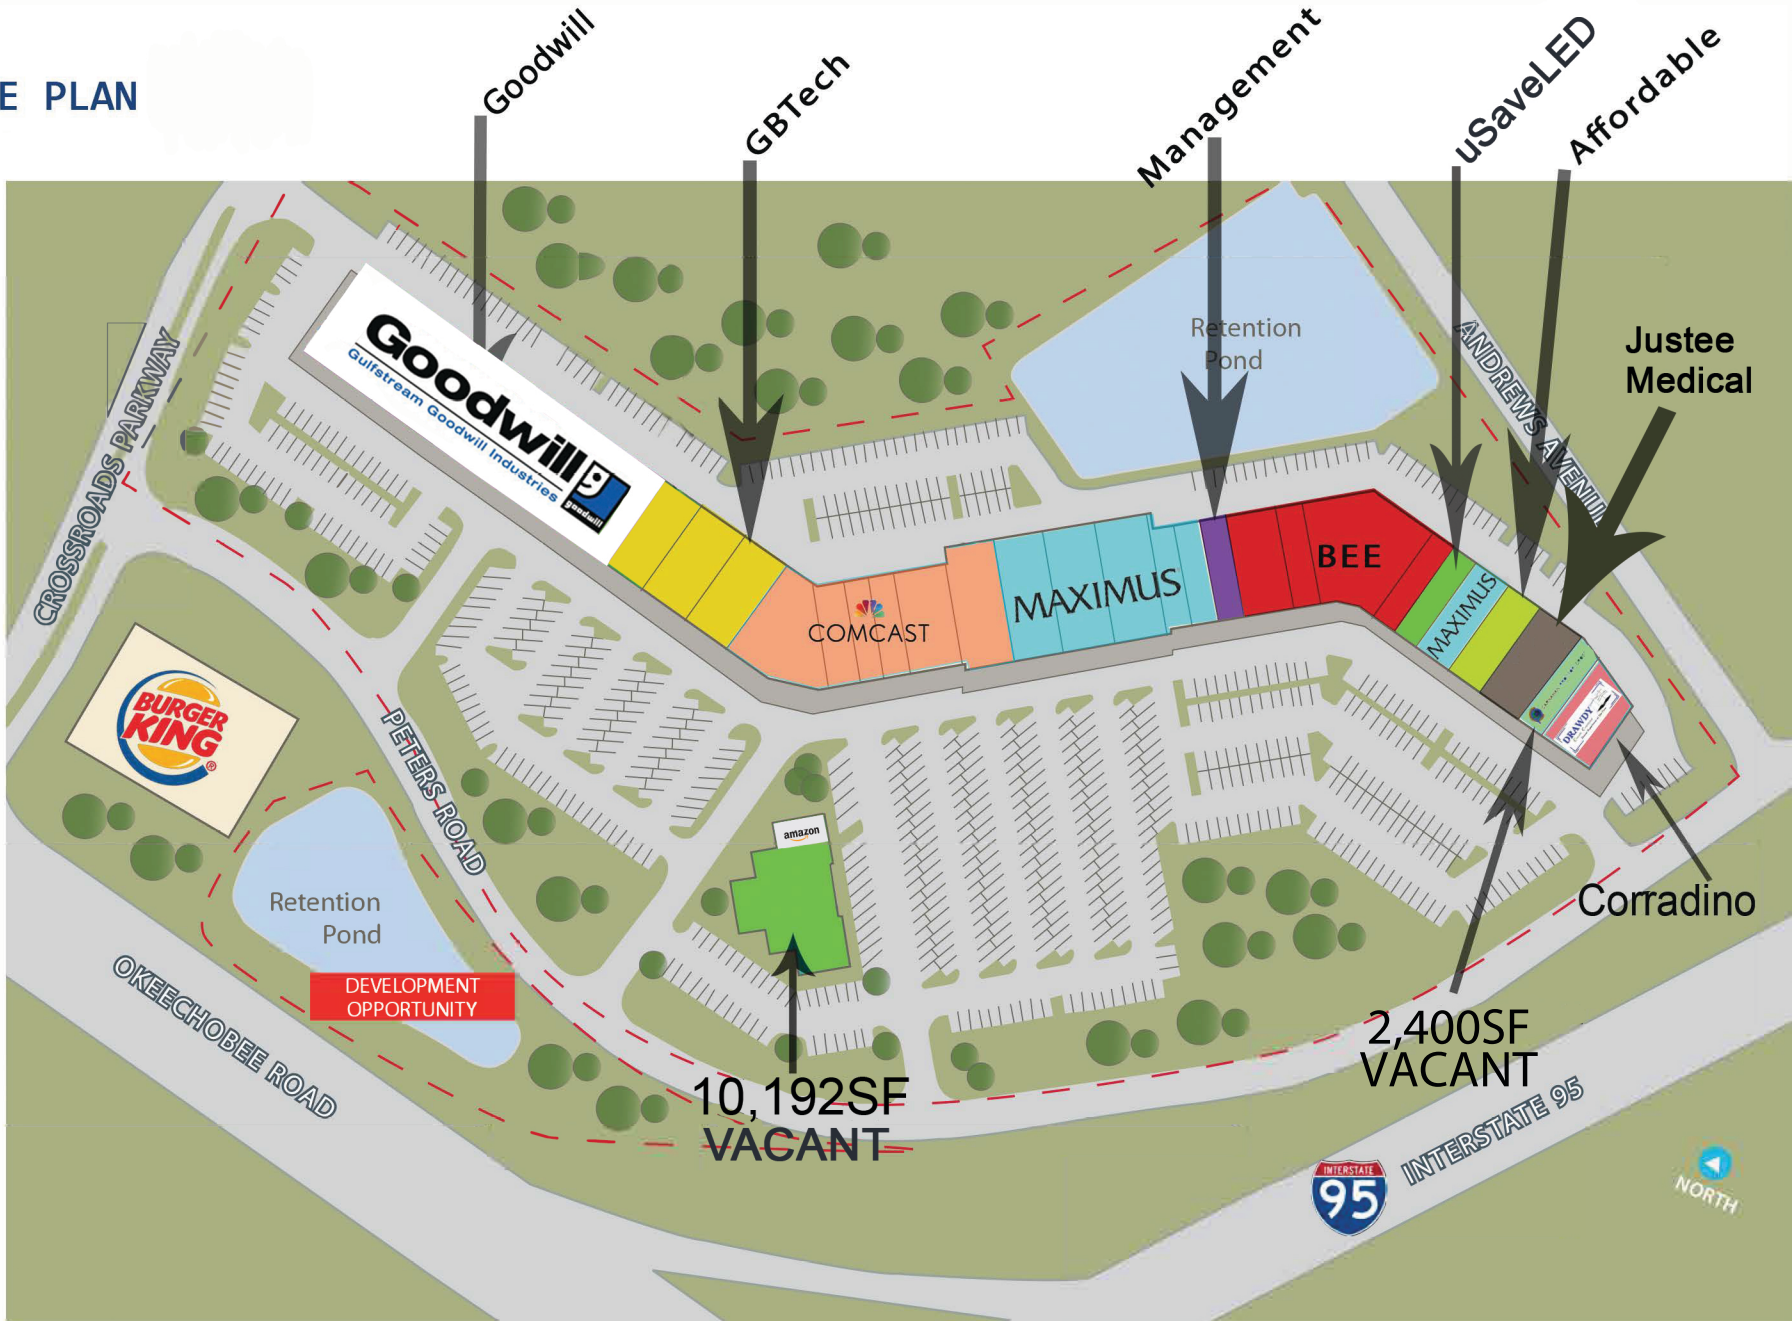 E PLAN
Goodwill
GBTech
Management
uSaveLED
Affordable
Justee
Medical
Retention
Pond
ANDREWS AVENU
CROSSROADS PARKWAY
Goodwill
Gulfstream Goodwill Industries
goodwill
COMCAST
MAXIMUS
BEE
MAXIMUS
DRAWDY
BURGER
KING
®
PETERS ROAD
amazon
Retention
Pond
DEVELOPMENT
OPPORTUNITY
OKEECHOBEE ROAD
10,192SF
VACANT
2,400SF
VACANT
Corradino
INTERSTATE 95
INTERSTATE
95
NORTH